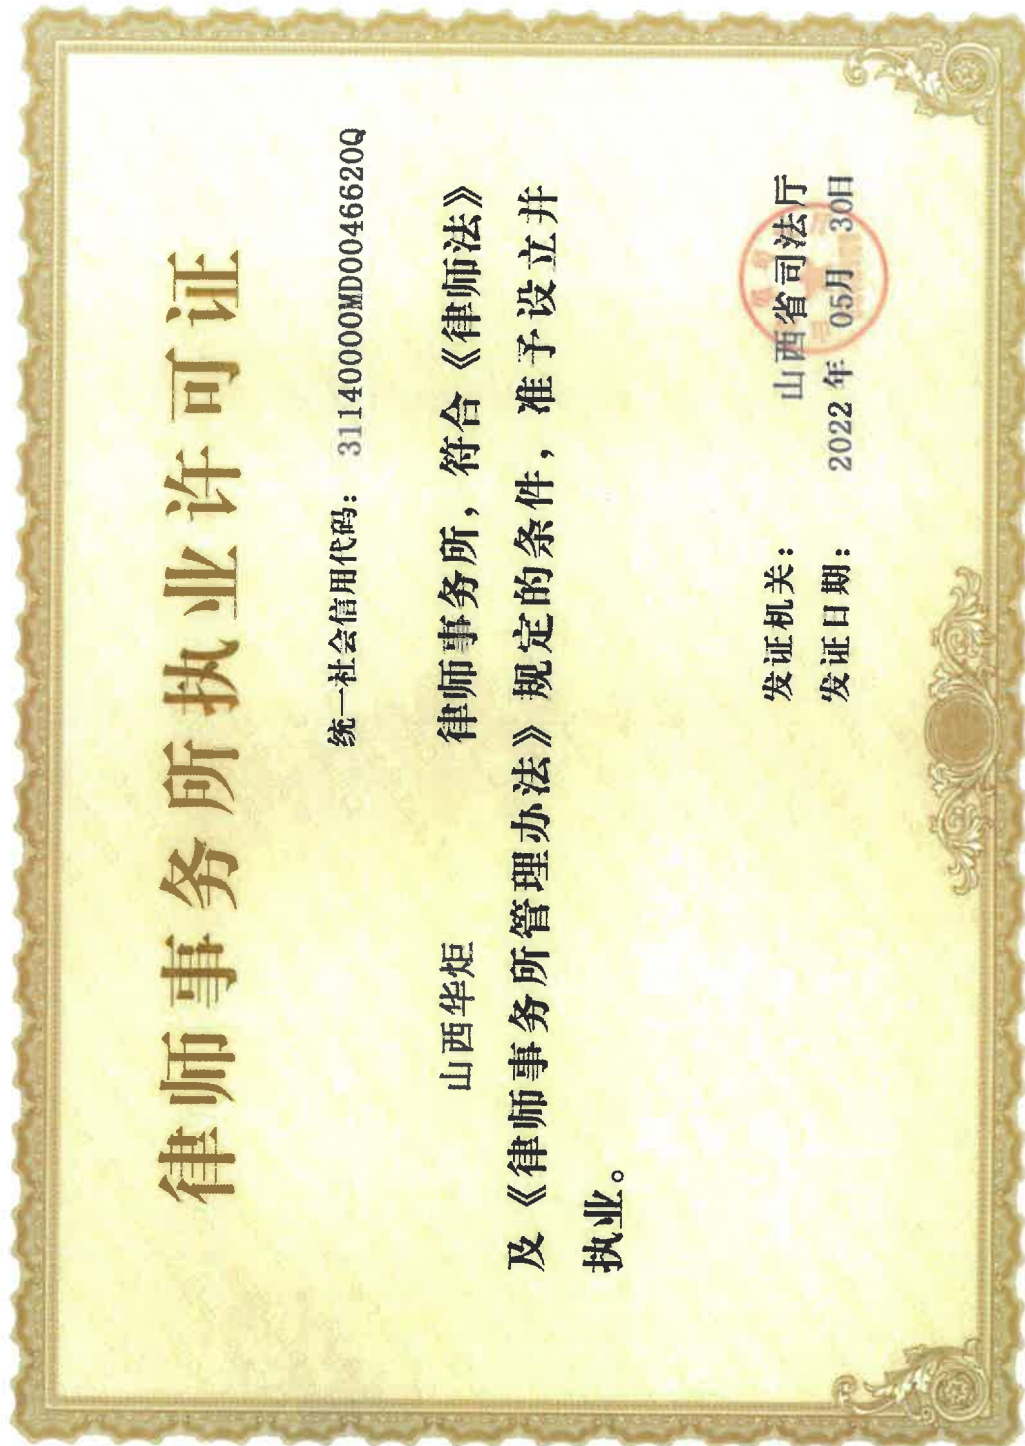 律师事务所执业许可证
统一社会信用代码： 31140000MD0046620Q
山西华炬 律师事务所，符合《律师法》
及《律师事务所管理办法》规定的条件，准予设立并
执业。
发证机关： 山西省司法厅
发证日期： 2022 年 05月 30日